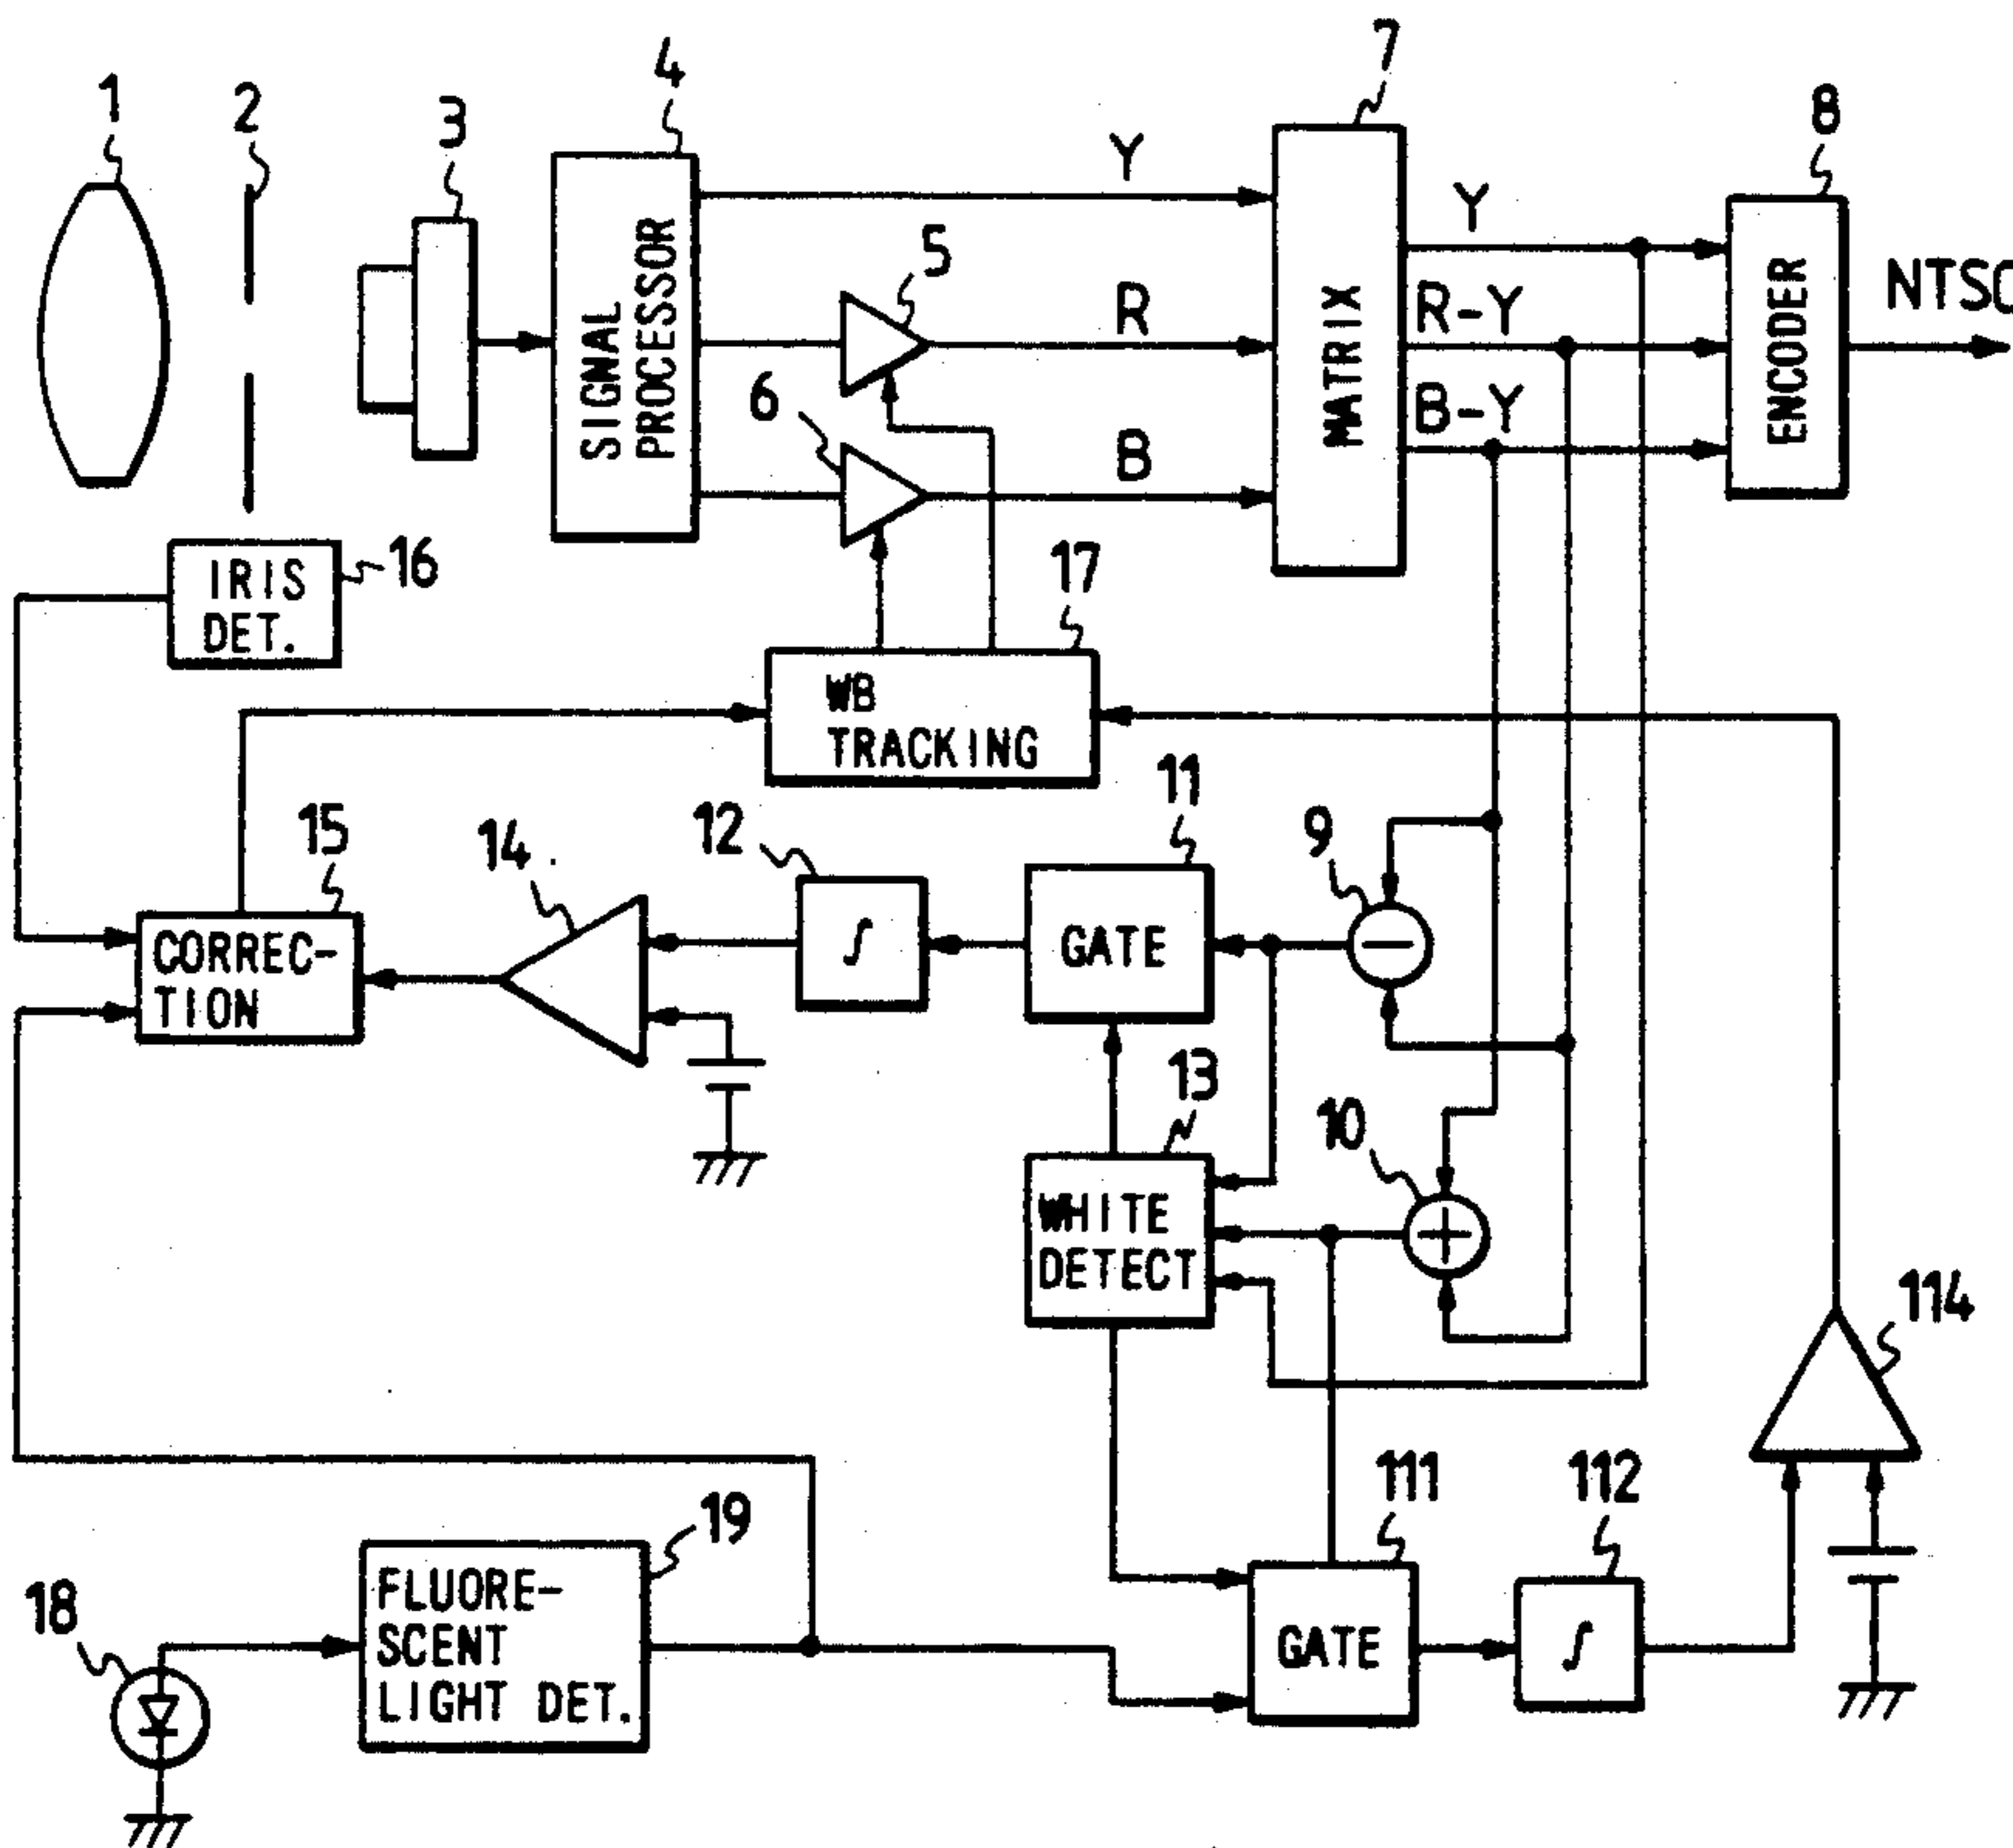 1
2
3
4
7
8
Y
Y
5
R
R-Y
NTSC
SIGNAL
PROCESSOR
MATRIX
ENCODER
6
B
B-Y
16
IRIS
DET.
17
WB
TRACKING
15
14
12
11
9
CORREC-
TION
∫
GATE
−
13
10
WHITE
DETECT
+
114
18
19
FLUORE-
SCENT
LIGHT DET.
111
112
GATE
∫